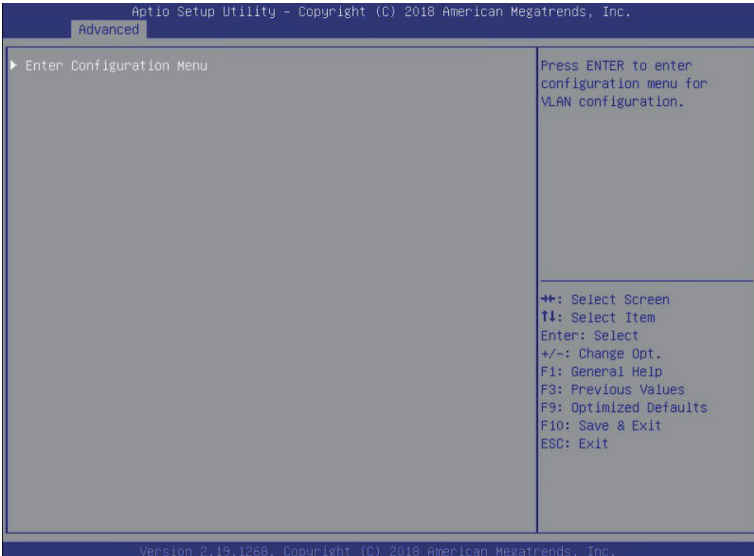 Aptio Setup Utility – Copyright (C) 2018 American Megatrends, Inc.
Advanced
▶ Enter Configuration Menu
Press ENTER to enter
configuration menu for
VLAN configuration.
→←: Select Screen
↑↓: Select Item
Enter: Select
+/-: Change Opt.
F1: General Help
F3: Previous Values
F9: Optimized Defaults
F10: Save & Exit
ESC: Exit
Version 2.19.1268. Copyright (C) 2018 American Megatrends, Inc.